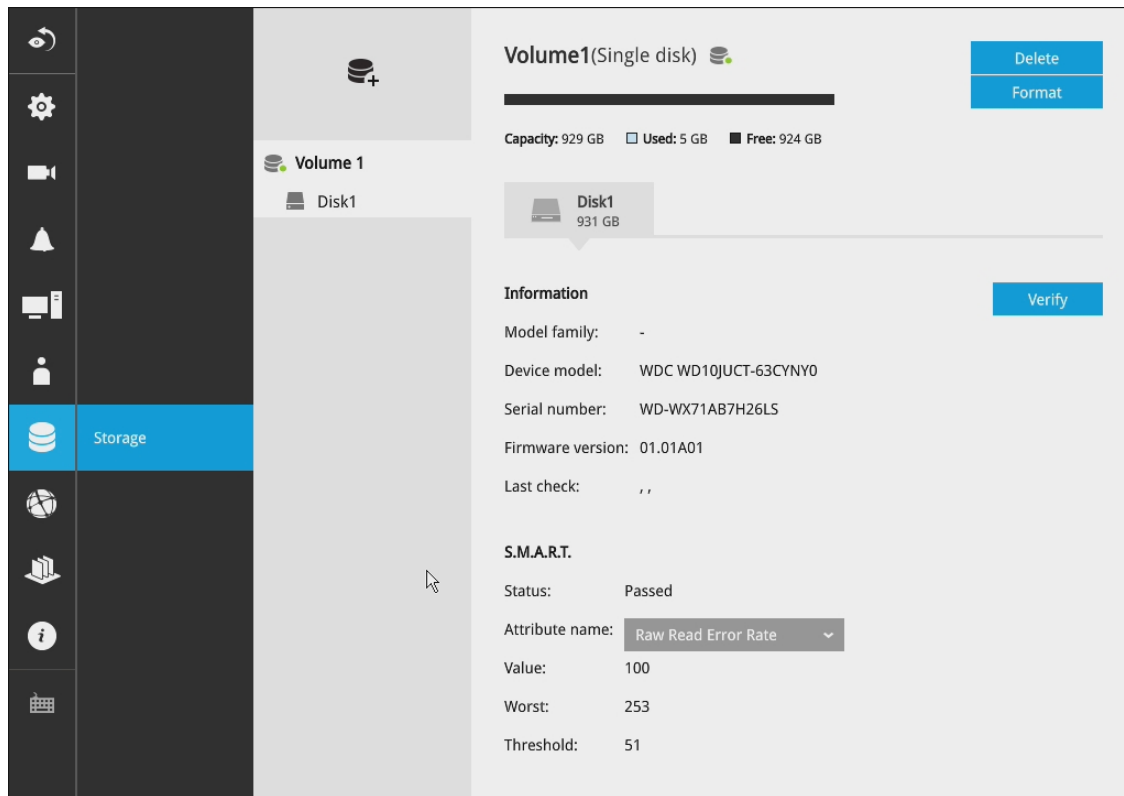 Volume1(Single disk)
Delete
Format
Capacity: 929 GB Used: 5 GB Free: 924 GB
Volume 1
Disk1
Disk1
931 GB
Information
Verify
Model family: -
Device model: WDC WD10JUCT-63CYNY0
Serial number: WD-WX71AB7H26LS
Storage
Firmware version: 01.01A01
Last check: , ,
S.M.A.R.T.
Status: Passed
Attribute name: Raw Read Error Rate
Value: 100
Worst: 253
Threshold: 51